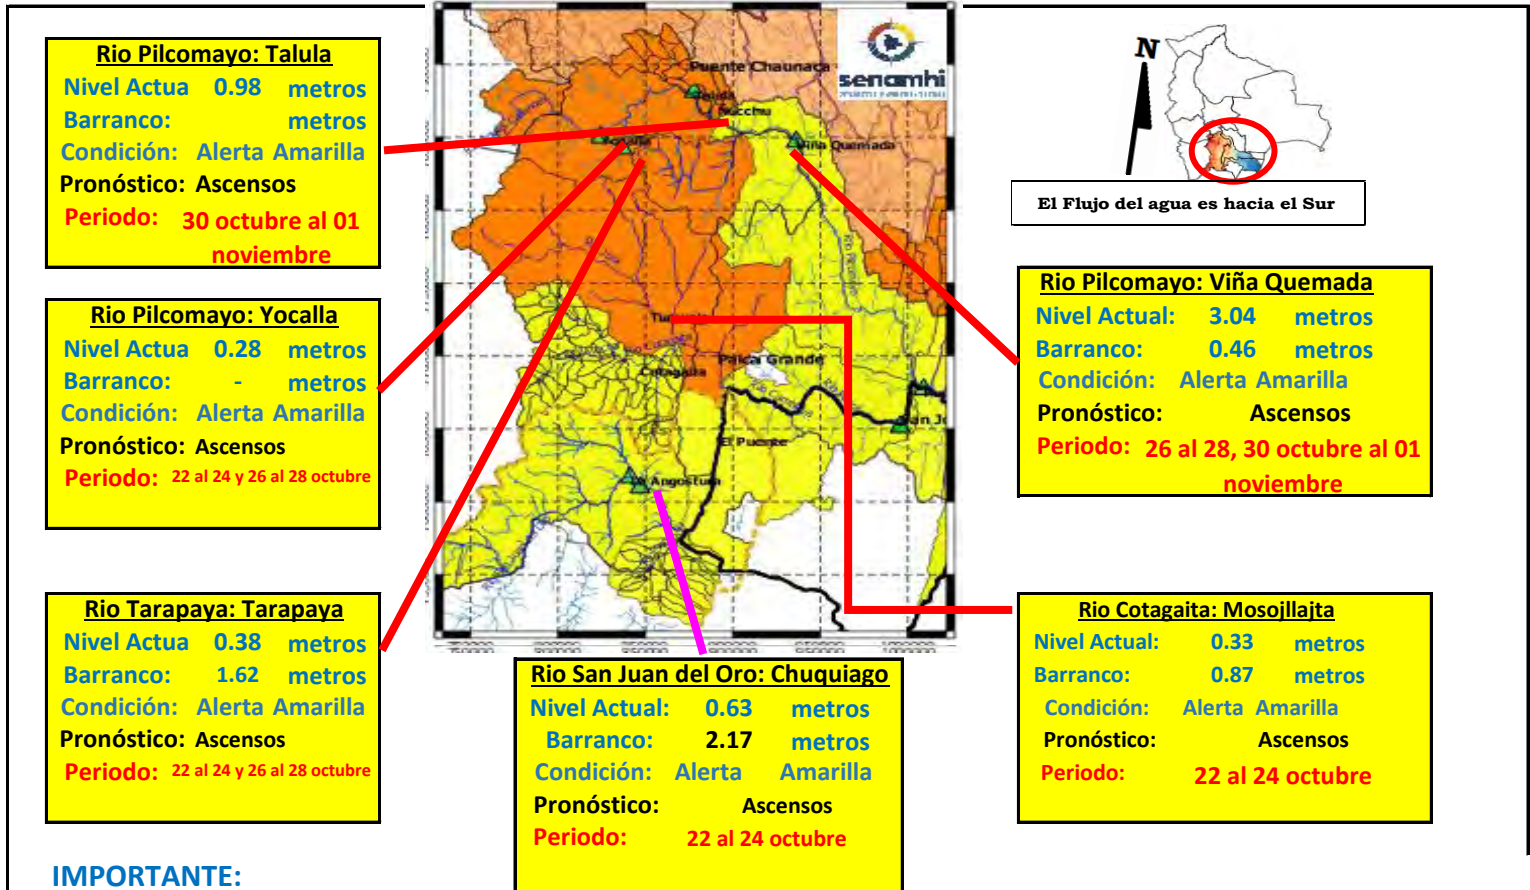 Rio Pilcomayo: Talula
Nivel Actua 0.98 metros
Barranco: metros
Condición: Alerta Amarilla
Pronóstico: Ascensos
Periodo: 30 octubre al 01
noviembre
Rio Pilcomayo: Yocalla
Nivel Actua 0.28 metros
Barranco: - metros
Condición: Alerta Amarilla
Pronóstico: Ascensos
Periodo: 22 al 24 y 26 al 28 octubre
Rio Tarapaya: Tarapaya
Nivel Actua 0.38 metros
Barranco: 1.62 metros
Condición: Alerta Amarilla
Pronóstico: Ascensos
Periodo: 22 al 24 y 26 al 28 octubre
senamhi
Puente Chaunaca
Viña Quemada
Palca Grande
Cotagaita
El Puente
Angostura
N
El Flujo del agua es hacia el Sur
Rio Pilcomayo: Viña Quemada
Nivel Actual: 3.04 metros
Barranco: 0.46 metros
Condición: Alerta Amarilla
Pronóstico: Ascensos
Periodo: 26 al 28, 30 octubre al 01
noviembre
Rio San Juan del Oro: Chuquiago
Nivel Actual: 0.63 metros
Barranco: 2.17 metros
Condición: Alerta Amarilla
Pronóstico: Ascensos
Periodo: 22 al 24 octubre
Rio Cotagaita: Mosojllajta
Nivel Actual: 0.33 metros
Barranco: 0.87 metros
Condición: Alerta Amarilla
Pronóstico: Ascensos
Periodo: 22 al 24 octubre
IMPORTANTE: